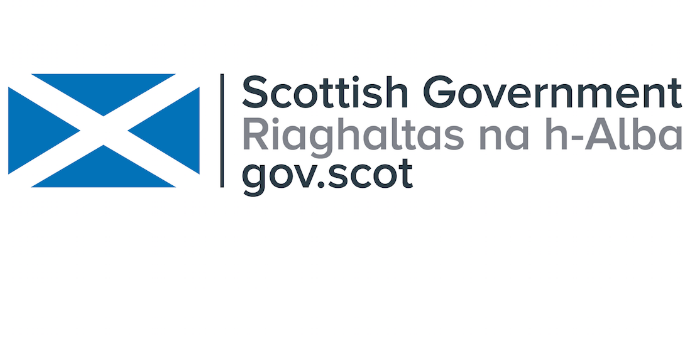 Scottish Government
Riaghaltas na h-Alba
gov.scot